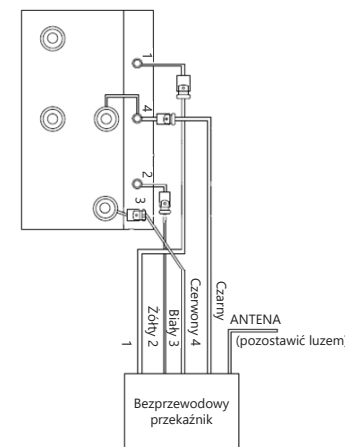 1
4
2
3
1
Żółty 2
Biały 3
Czerwony 4
Czarny
ANTENA
(pozostawić luzem)
Bezprzewodowy
przekaźnik